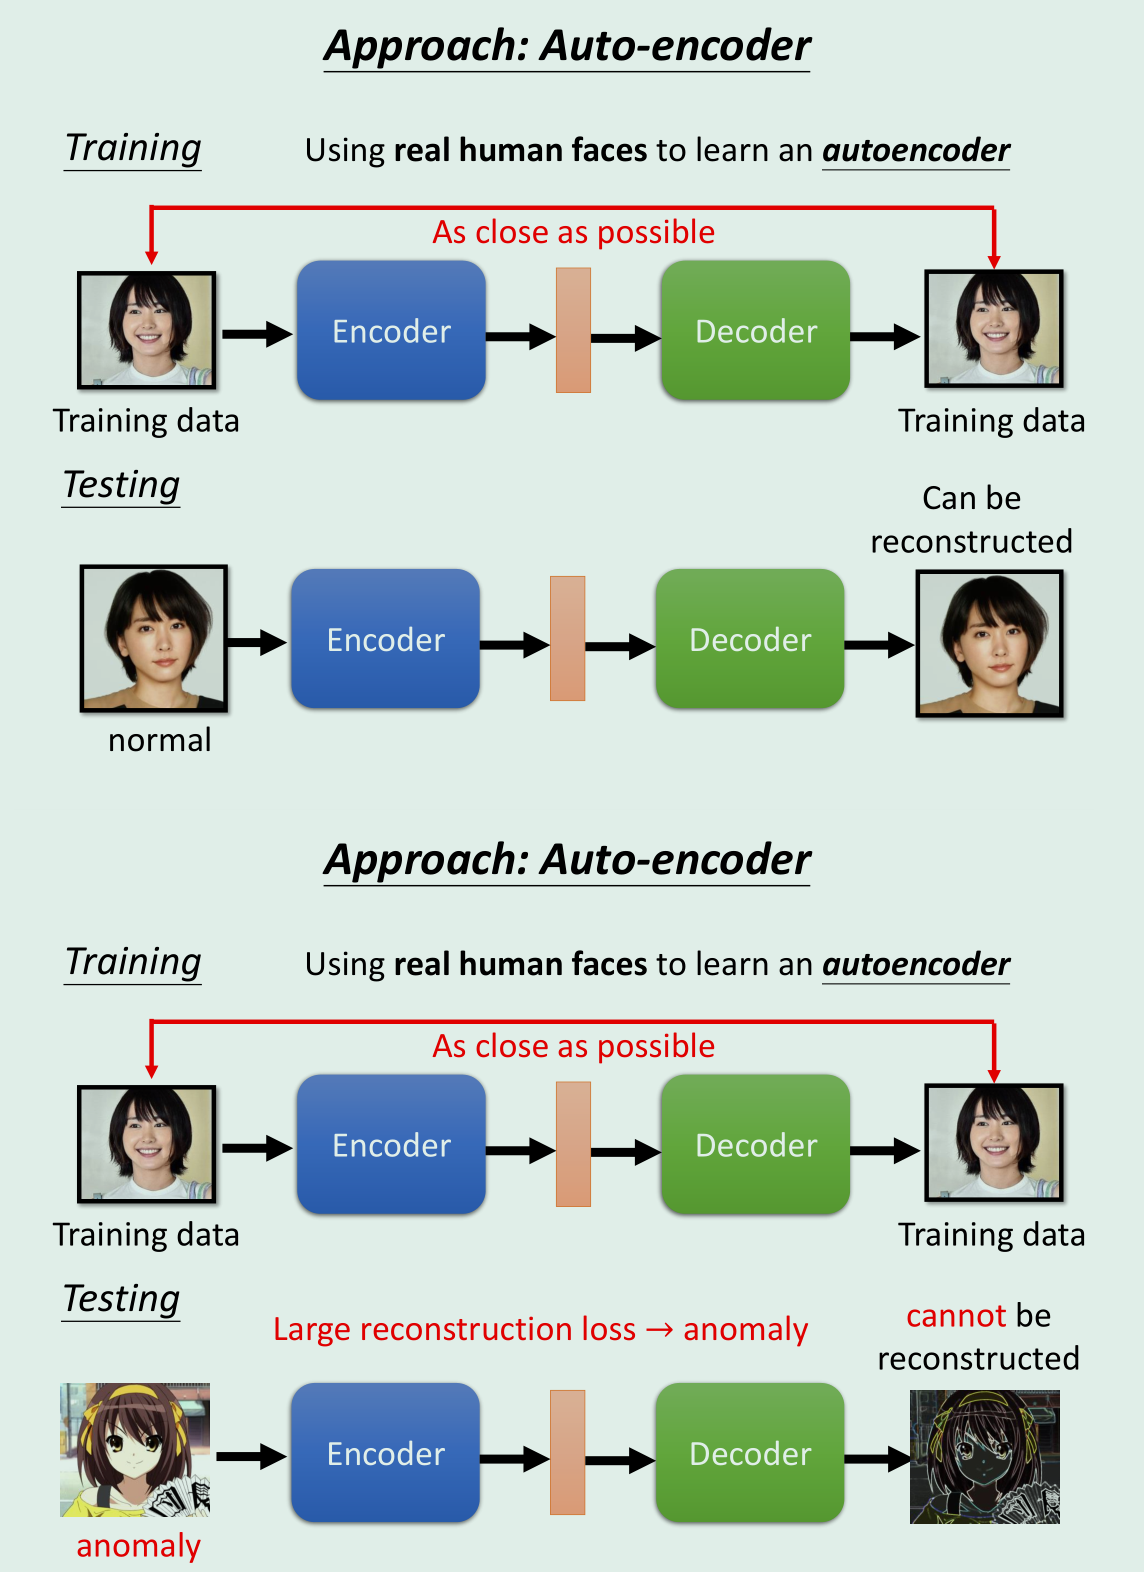 Approach: Auto-encoder
Training
Using real human faces to learn an autoencoder
As close as possible
Encoder
Decoder
Training data
Training data
Testing
Can be
reconstructed
Encoder
Decoder
normal
Approach: Auto-encoder
Training
Using real human faces to learn an autoencoder
As close as possible
Encoder
Decoder
Training data
Training data
Testing
Large reconstruction loss → anomaly
cannot be
reconstructed
Encoder
Decoder
anomaly